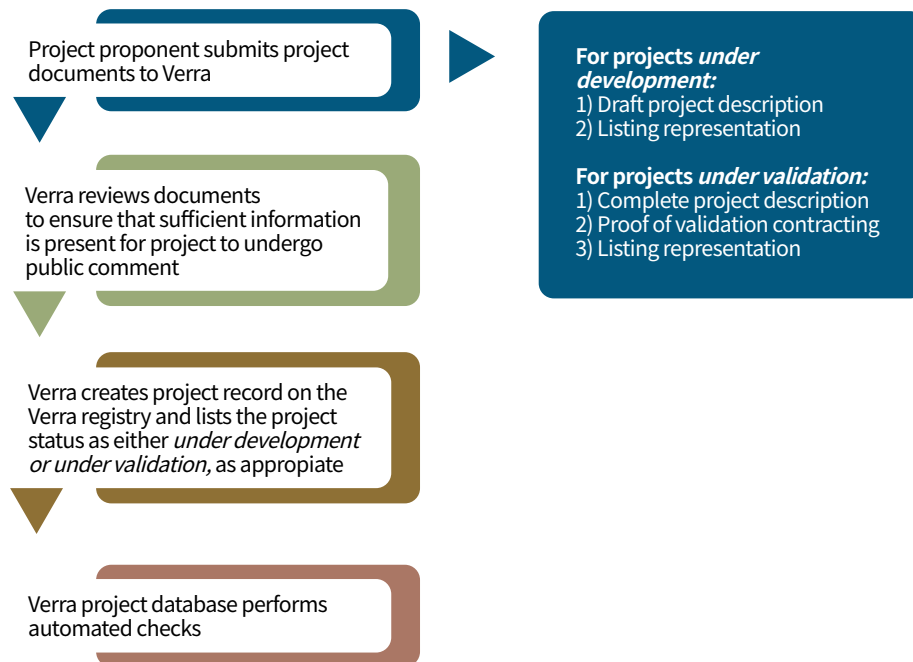 Project proponent submits project
documents to Verra
For projects under
development:
1) Draft project description
2) Listing representation
For projects under validation:
1) Complete project description
2) Proof of validation contracting
3) Listing representation
Verra reviews documents
to ensure that sufficient information
is present for project to undergo
public comment
Verra creates project record on the
Verra registry and lists the project
status as either under development
or under validation, as appropiate
Verra project database performs
automated checks